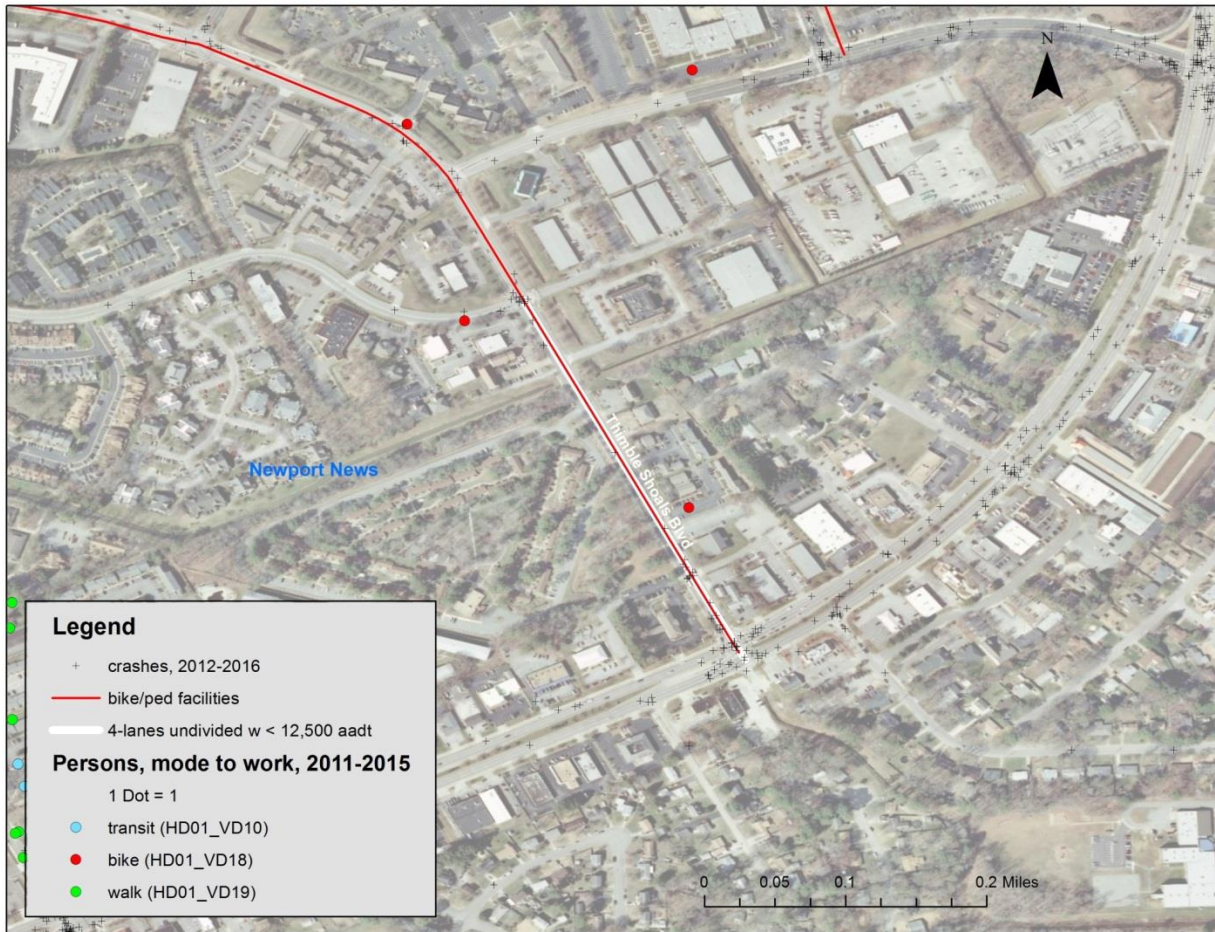 N
Thimble Shoals Blvd
Newport News
Legend
crashes, 2012-2016
bike/ped facilities
4-lanes undivided w < 12,500 aadt
Persons, mode to work, 2011-2015
1 Dot = 1
transit (HD01_VD10)
bike (HD01_VD18)
walk (HD01_VD19)
0 0.05 0.1 0.2 Miles